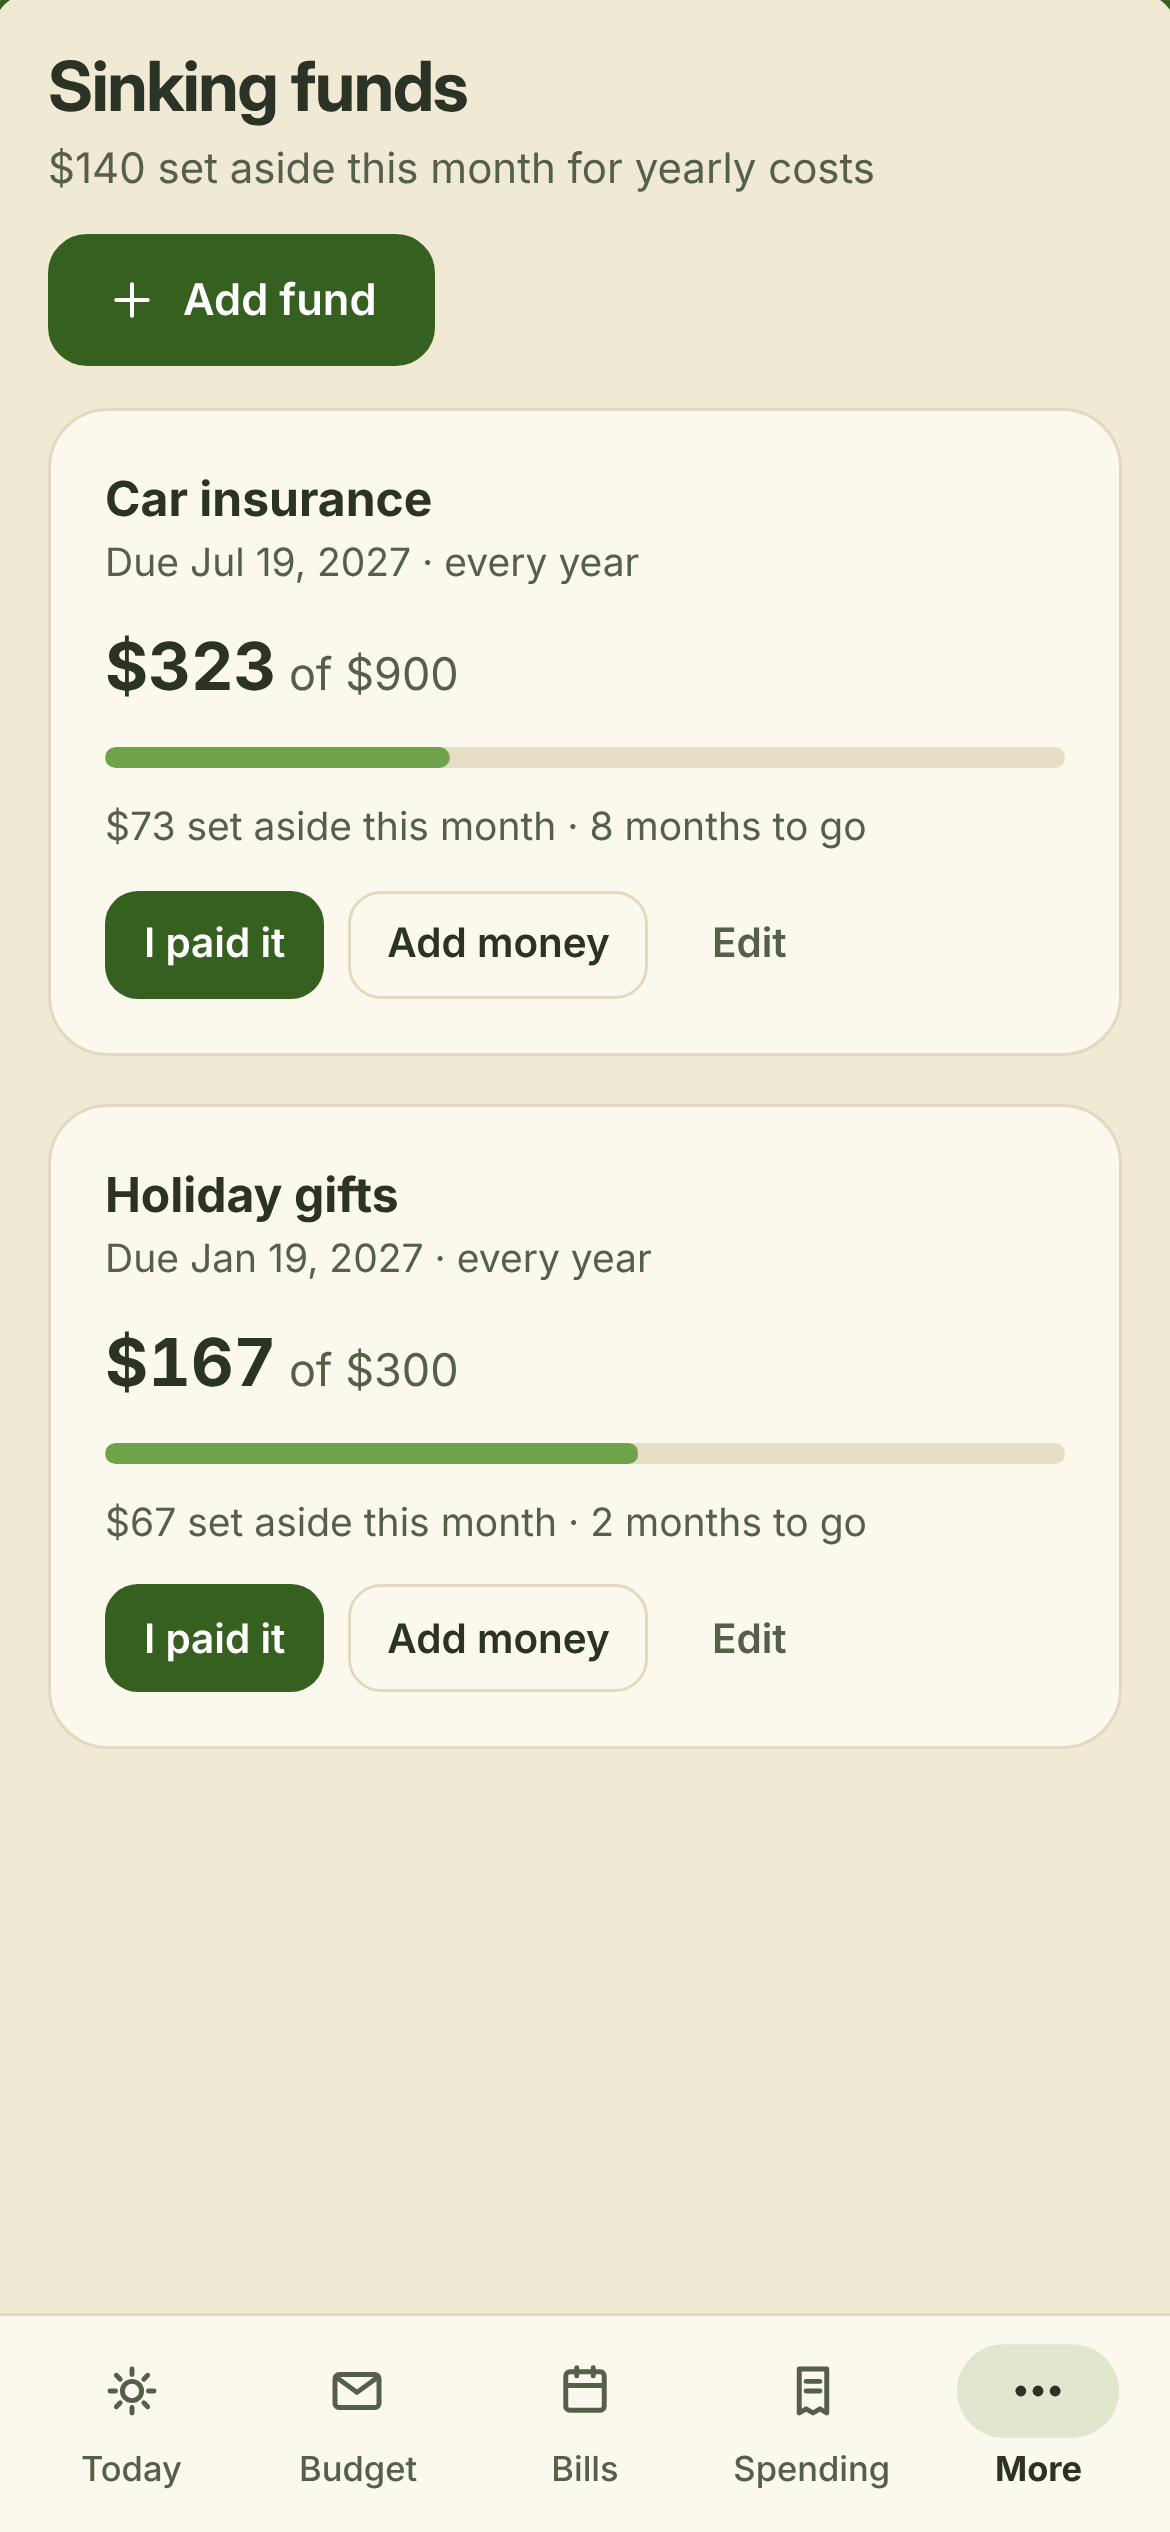 Sinking funds
$140 set aside this month for yearly costs
Add fund
Car insurance
Due Jul 19, 2027 · every year
$323 of $900
$73 set aside this month · 8 months to go
I paid it
Add money
Edit
Holiday gifts
Due Jan 19, 2027 · every year
$167 of $300
$67 set aside this month · 2 months to go
I paid it
Add money
Edit
Today
Budget
Bills
Spending
More